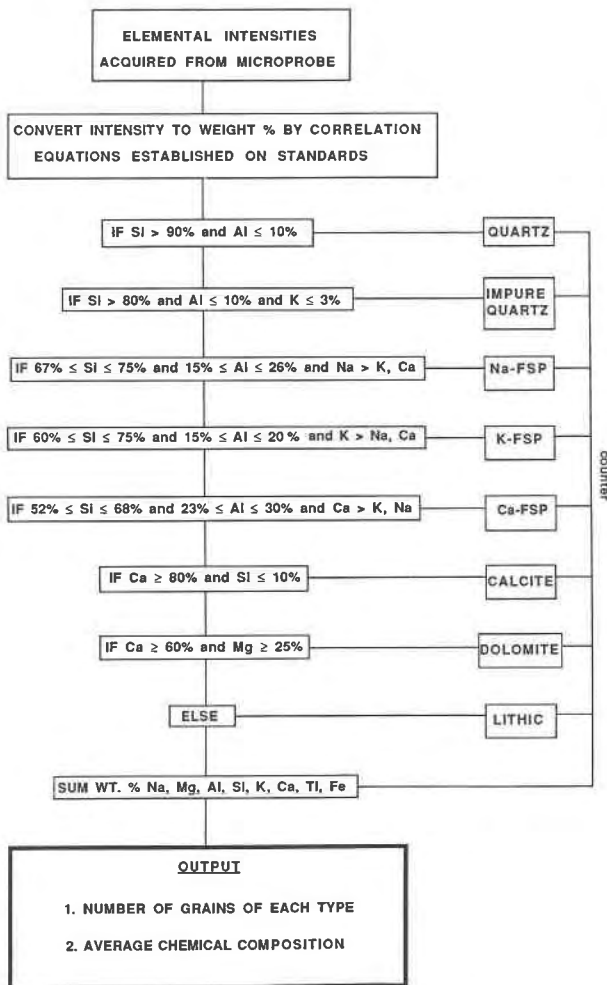 ELEMENTAL INTENSITIES
ACQUIRED FROM MICROPROBE
CONVERT INTENSITY TO WEIGHT % BY CORRELATION
EQUATIONS ESTABLISHED ON STANDARDS
IF SI > 90% and Al ≤ 10%
QUARTZ
IF SI > 80% and Al ≤ 10% and K ≤ 3%
IMPURE
QUARTZ
IF 67% ≤ SI ≤ 75% and 15% ≤ Al ≤ 26% and Na > K, Ca
Na-FSP
IF 60% ≤ SI ≤ 75% and 15% ≤ Al ≤ 20% and K > Na, Ca
K-FSP
IF 52% ≤ SI ≤ 68% and 23% ≤ Al ≤ 30% and Ca > K, Na
Ca-FSP
counter
IF Ca ≥ 80% and SI ≤ 10%
CALCITE
IF Ca ≥ 60% and Mg ≥ 25%
DOLOMITE
ELSE
LITHIC
SUM WT. % Na, Mg, Al, SI, K, Ca, TI, Fe
OUTPUT
1. NUMBER OF GRAINS OF EACH TYPE
2. AVERAGE CHEMICAL COMPOSITION